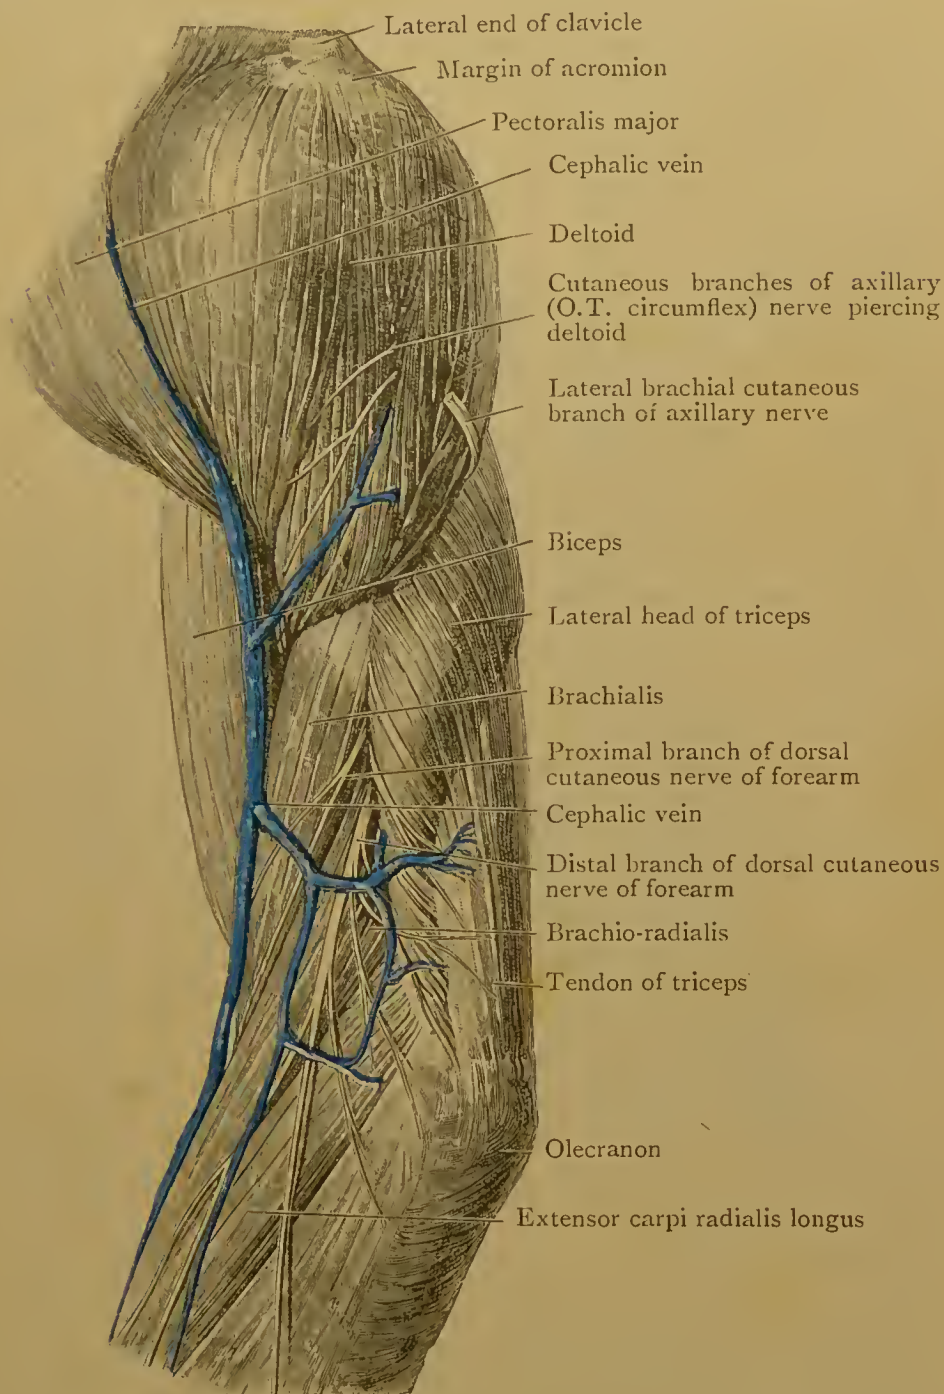 Lateral end of clavicle
Margin of acromion
Pectoralis major
Cephalic vein
Deltoid
Cutaneous branches of axillary
(O.T. circumflex) nerve piercing
deltoid
Lateral brachial cutaneous
branch of axillary nerve
Biceps
Lateral head of triceps
Brachialis
Proximal branch of dorsal
cutaneous nerve of forearm
Cephalic vein
Distal branch of dorsal cutaneous
nerve of forearm
Brachio-radialis
Tendon of triceps
Olecranon
Extensor carpi radialis longus